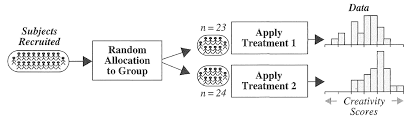 Subjects
Recruited
Random
Allocation
to Group
n = 23
Apply
Treatment 1
n = 24
Apply
Treatment 2
Data
Creativity
Scores